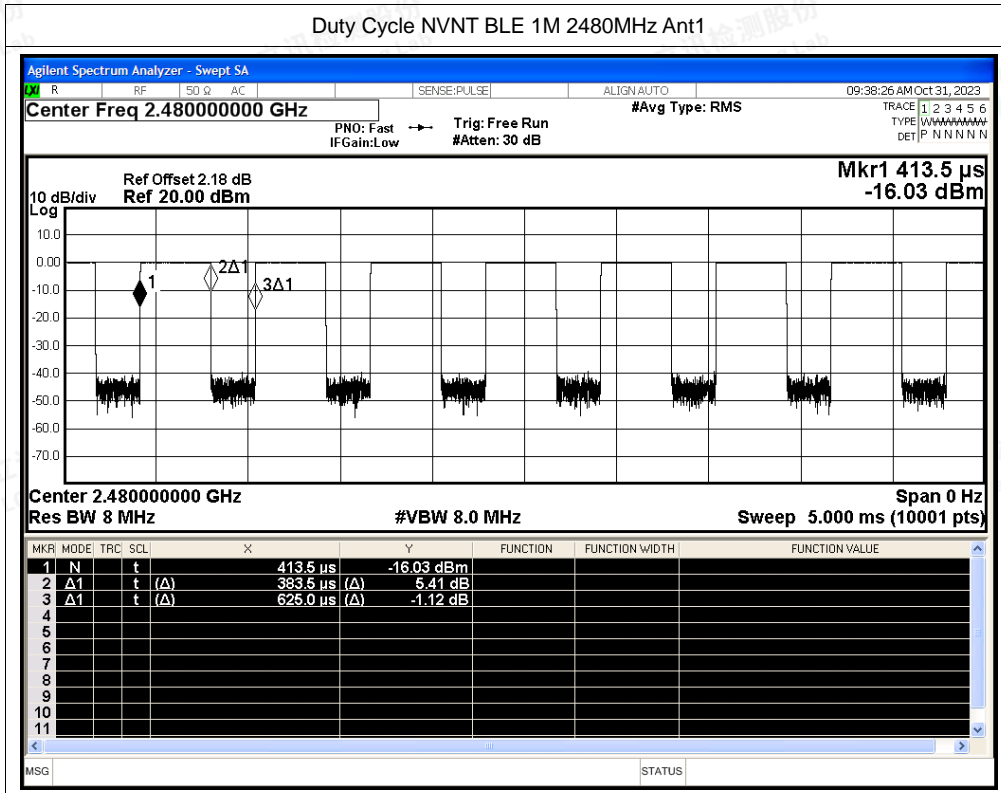 Duty Cycle NVNT BLE 1M 2480MHz Ant1
Agilent Spectrum Analyzer - Swept SA
LXI R RF 50 Ω AC SENSE:PULSE ALIGN AUTO 09:38:26 AM Oct 31, 2023
Center Freq 2.480000000 GHz
PNO: Fast
IFGain:Low
Trig: Free Run
#Atten: 30 dB
#Avg Type: RMS
TRACE 1 2 3 4 5 6
TYPE WWWWWW
DET P N N N N N
Mkr1 413.5 µs
-16.03 dBm
Ref Offset 2.18 dB
10 dB/div Ref 20.00 dBm
Log
10.0
0.00
-10.0
-20.0
-30.0
-40.0
-50.0
-60.0
-70.0
1
2Δ1
3Δ1
Center 2.480000000 GHz Span 0 Hz
Res BW 8 MHz #VBW 8.0 MHz Sweep 5.000 ms (10001 pts)
MKR MODE TRC SCL X Y FUNCTION FUNCTION WIDTH FUNCTION VALUE
1 N t 413.5 µs -16.03 dBm
2 Δ1 t (Δ) 383.5 µs (Δ) 5.41 dB
3 Δ1 t (Δ) 625.0 µs (Δ) -1.12 dB
4
5
6
7
8
9
10
11
MSG STATUS